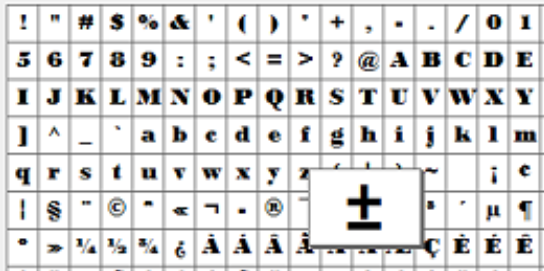 ! " # $ % & ' ( ) * + , - . / 0 1
5 6 7 8 9 : ; < = > ? @ A B C D E
I J K L M N O P Q R S T U V W X Y
] ^ _ ` a b c d e f g h i j k l m
q r s t u v w x y z ~ ¡ ¢
¦ § ¨ © ª « ¬ - ® ± ´ µ ¶
º » ¼ ½ ¾ ¿ À Á Â Ç È É Ê